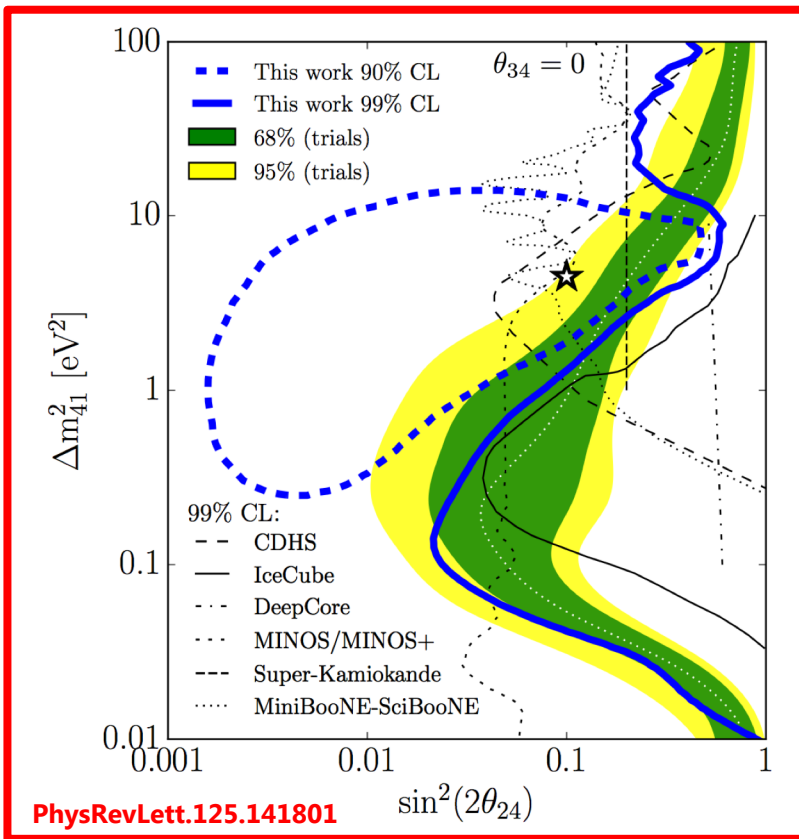 θ₃₄ = 0
This work 90% CL
This work 99% CL
68% (trials)
95% (trials)
99% CL:
CDHS
IceCube
DeepCore
MINOS/MINOS+
Super-Kamiokande
MiniBooNE-SciBooNE
100
10
1
0.1
0.01
Δm²₄₁ [eV²]
0.001
0.01
0.1
1
sin²(2θ₂₄)
PhysRevLett.125.141801